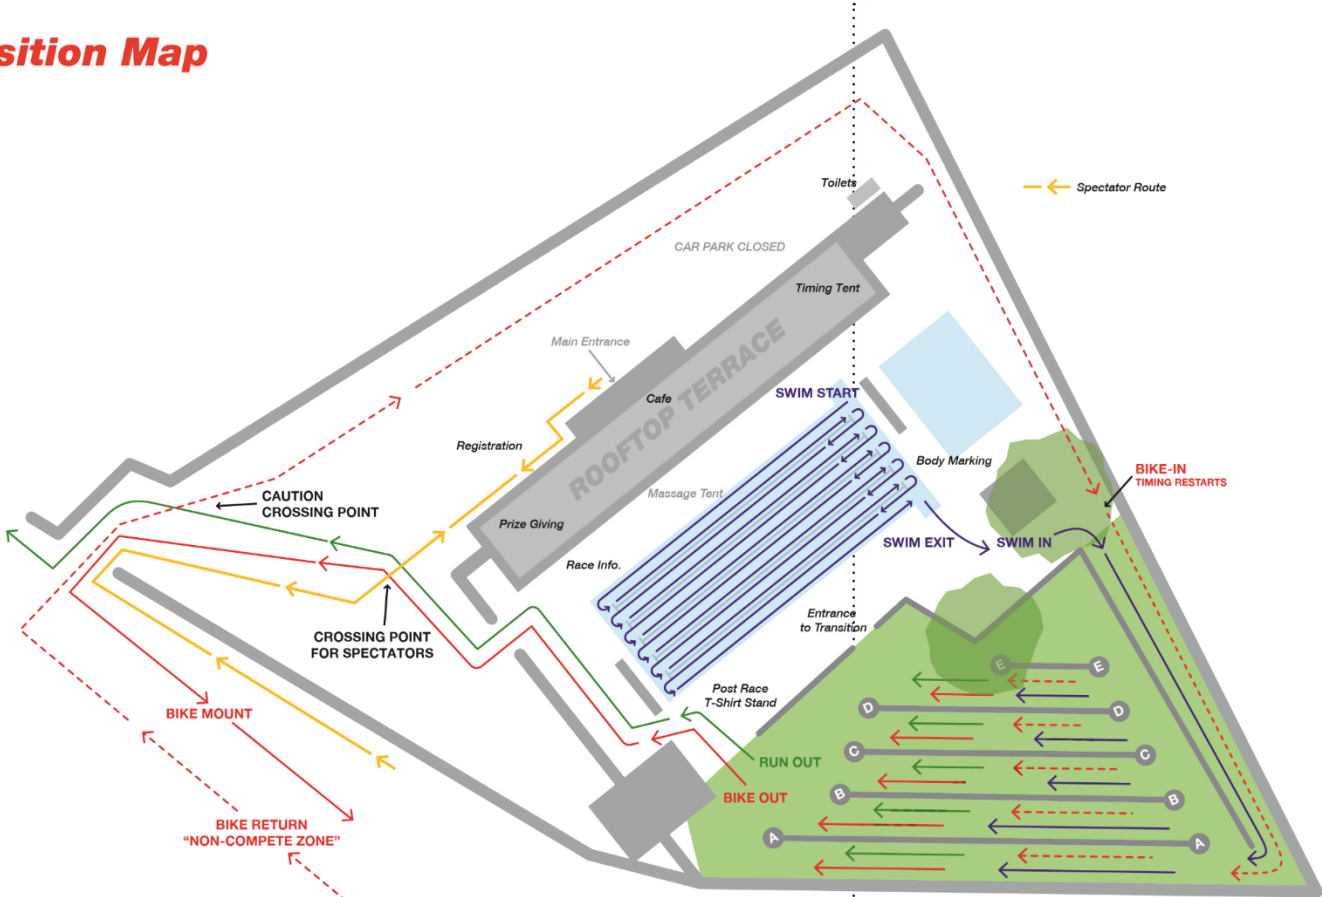 sition Map
Toilets
Spectator Route
CAR PARK CLOSED
Timing Tent
Main Entrance
ROOFTOP TERRACE
Cafe
SWIM START
Registration
Body Marking
BIKE-IN
TIMING RESTARTS
Massage Tent
CAUTION
CROSSING POINT
Prize Giving
SWIM EXIT
SWIM IN
Race Info.
Entrance
to Transition
CROSSING POINT
FOR SPECTATORS
E
E
Post Race
T-Shirt Stand
BIKE MOUNT
D
D
C
C
RUN OUT
BIKE OUT
B
B
BIKE RETURN
“NON-COMPETE ZONE”
A
A